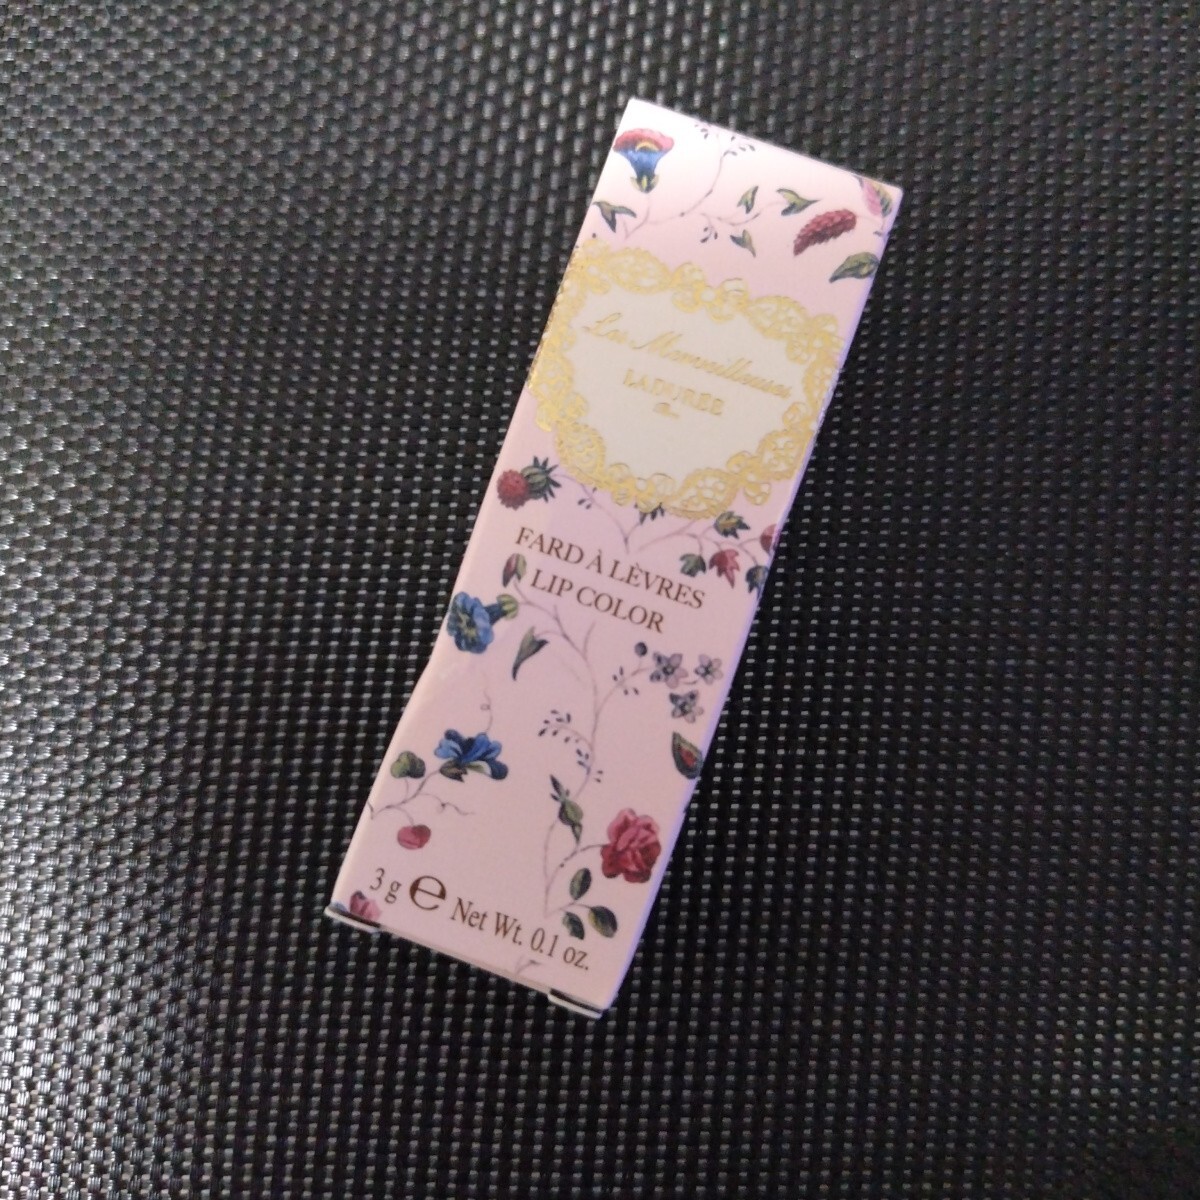 Les Merveilleuses
LADURÉE
FARD À LÈVRES
LIP COLOR
3 g ℮ Net Wt. 0.1 oz.